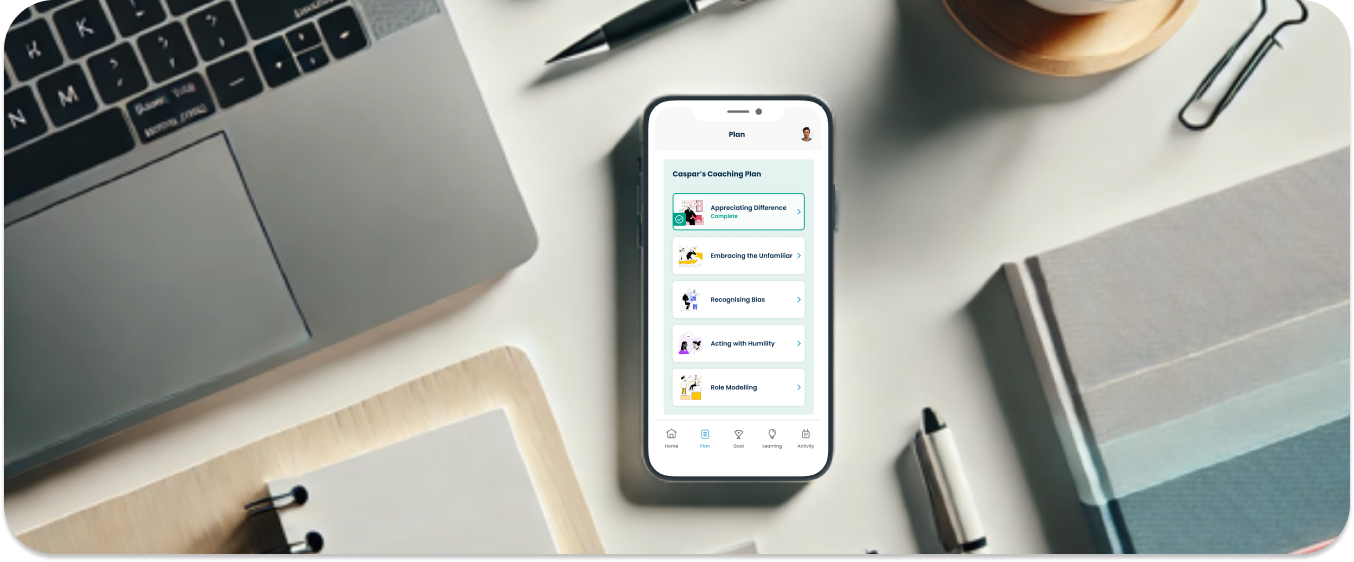 K
N
M
Plan
Caspar's Coaching Plan
Appreciating Difference
Complete
Embracing the Unfamiliar
Recognising Bias
Acting with Humility
Role Modelling
Home
Plan
Goal
Learning
Activity